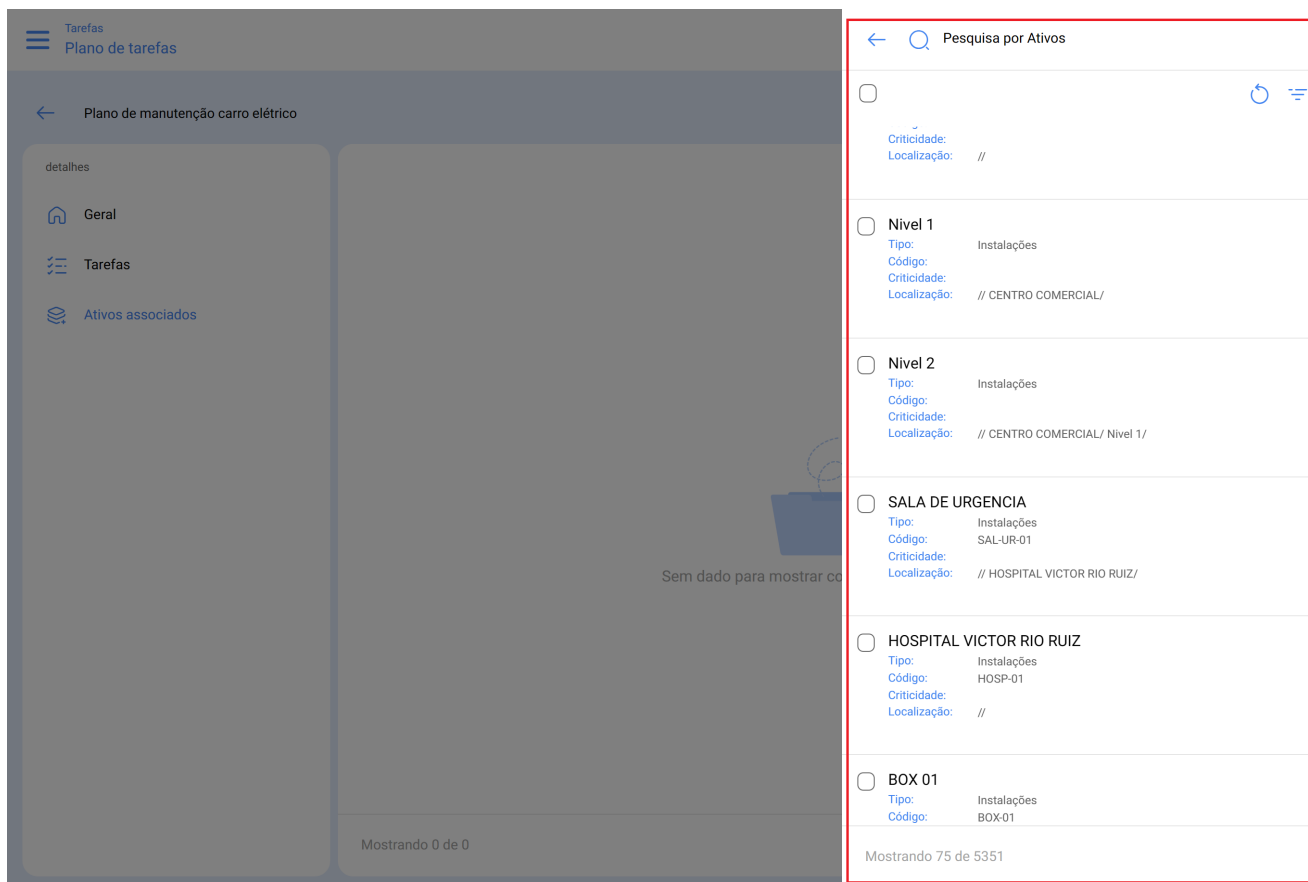 Tarefas
Plano de tarefas
Plano de manutenção carro elétrico
detalhes
Geral
Tarefas
Ativos associados
Sem dado para mostrar
Mostrando 0 de 0
Pesquisa por Ativos
Criticidade:
Localização: //
Nivel 1
Tipo: Instalações
Código:
Criticidade:
Localização: // CENTRO COMERCIAL/
Nivel 2
Tipo: Instalações
Código:
Criticidade:
Localização: // CENTRO COMERCIAL/ Nivel 1/
SALA DE URGENCIA
Tipo: Instalações
Código: SAL-UR-01
Criticidade:
Localização: // HOSPITAL VICTOR RIO RUIZ/
HOSPITAL VICTOR RIO RUIZ
Tipo: Instalações
Código: HOSP-01
Criticidade:
Localização: //
BOX 01
Tipo: Instalações
Código: BOX-01
Mostrando 75 de 5351